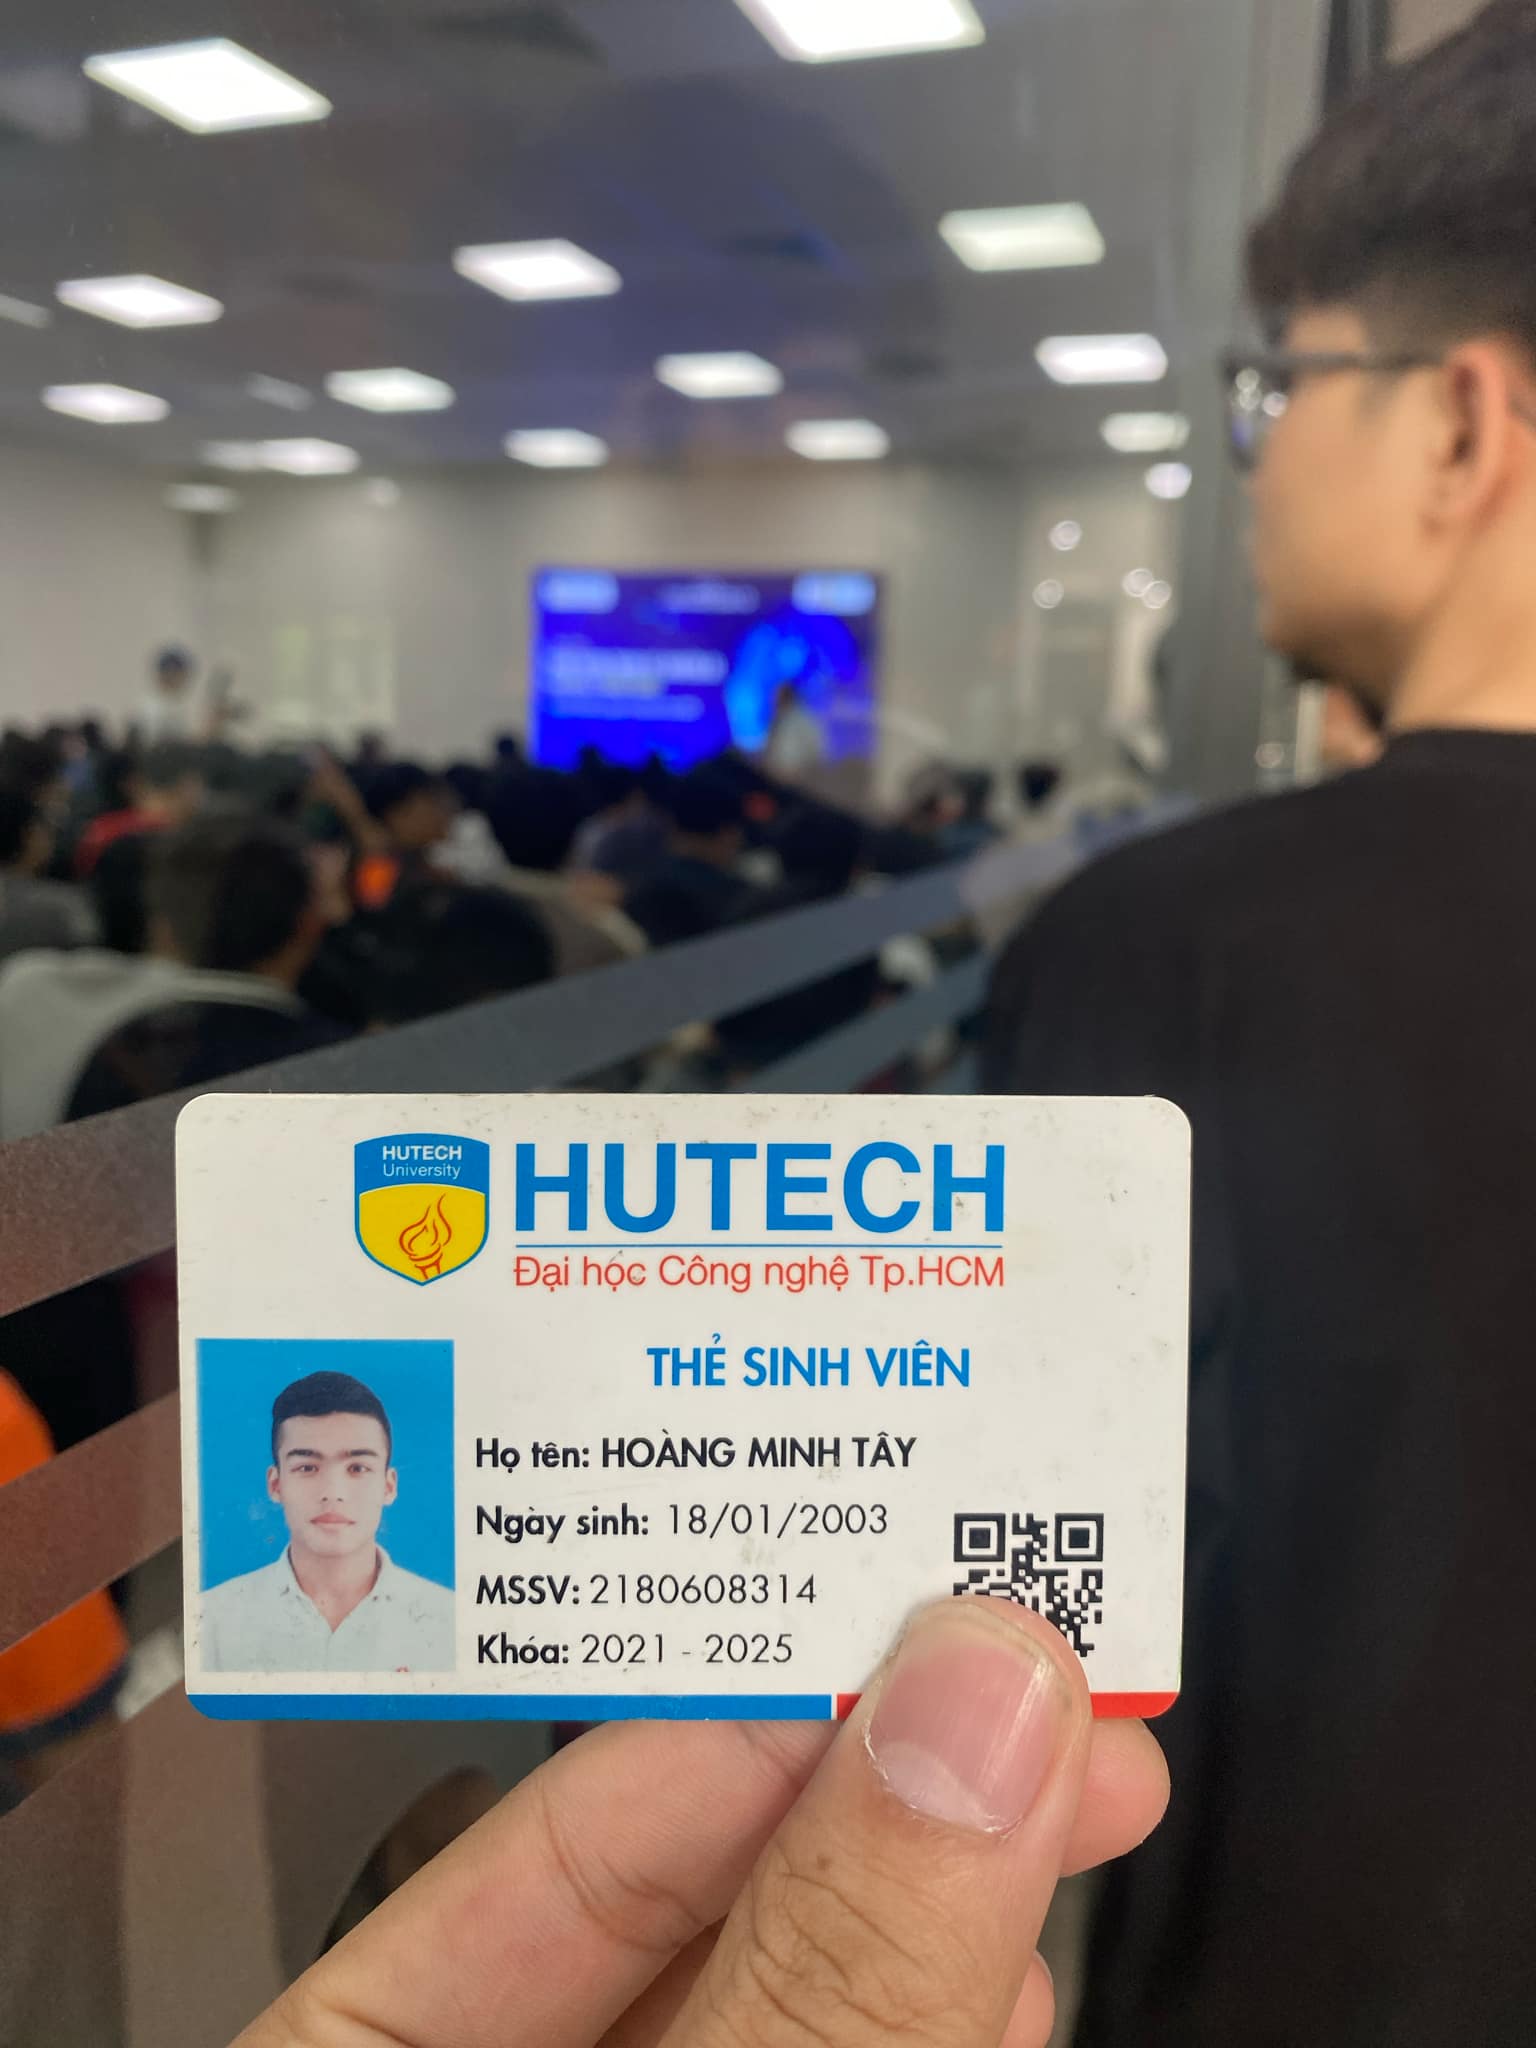 HUTECH
University
HUTECH
Đại học Công nghệ Tp.HCM
THẺ SINH VIÊN
Họ tên: HOÀNG MINH TÂY
Ngày sinh: 18/01/2003
MSSV: 2180608314
Khóa: 2021 - 2025